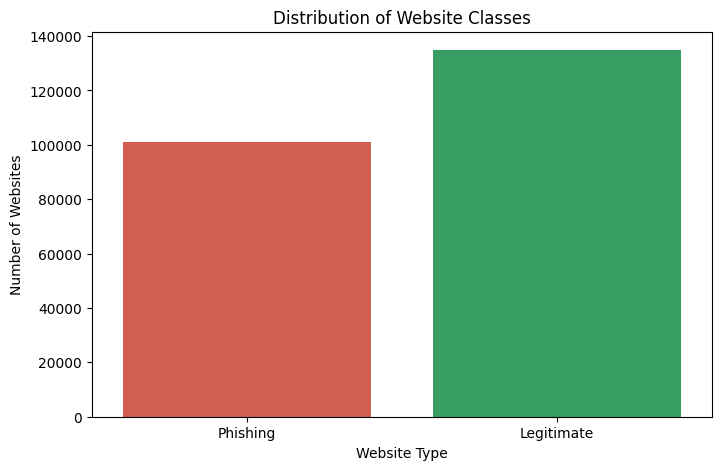 Distribution of Website Classes
Number of Websites
140000
120000
100000
80000
60000
40000
20000
0
Phishing
Legitimate
Website Type